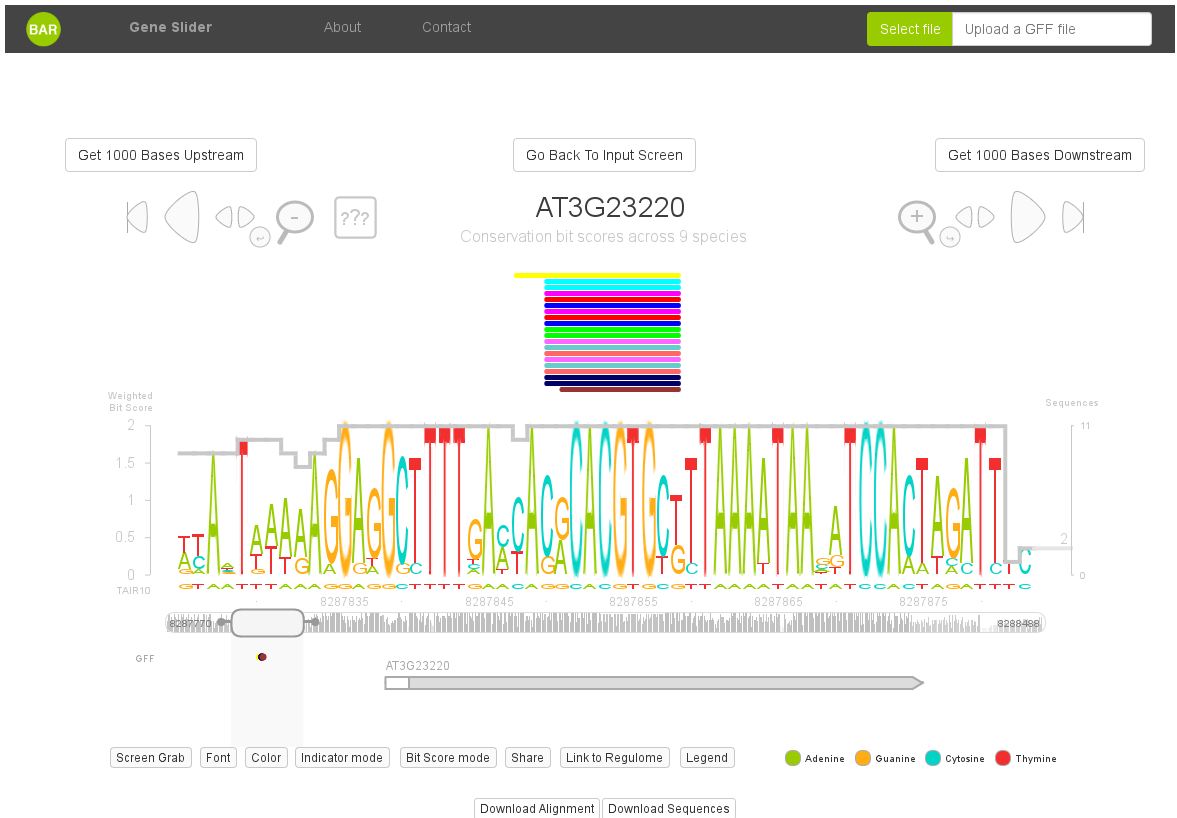 BAR Gene Slider About Contact Select file Upload a GFF file
Get 1000 Bases Upstream Go Back To Input Screen Get 1000 Bases Downstream
- ??? AT3G23220 +
Conservation bit scores across 9 species
Weighted
Bit Score
Sequences
2
11
1.5
1
0.5
2
0
0
TAIR10 GTAATTTAAAGGAGGCTTTTGAACAGACACGTGCTTTAAAATAAATATCCACTAGATTTC
8287835 8287845 8287855 8287865 8287875
8287770 8288488
GFF
AT3G23220
Screen Grab Font Color Indicator mode Bit Score mode Share Link to Regulome Legend Adenine Guanine Cytosine Thymine
Download Alignment Download Sequences